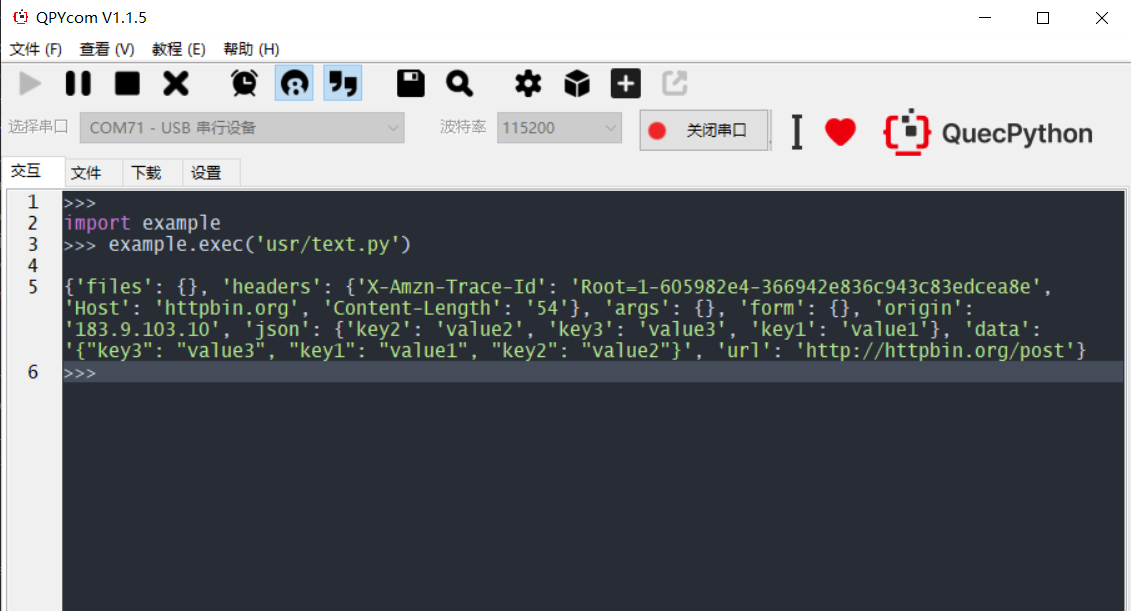 QPYcom V1.1.5
文件 (F) 查看 (V) 教程 (E) 帮助 (H)
选择串口 COM71 - USB 串行设备 波特率 115200 关闭串口 QuecPython
交互 文件 下载 设置
1 >>>
2 import example
3 >>> example.exec('usr/text.py')
4
5 {'files': {}, 'headers': {'X-Amzn-Trace-Id': 'Root=1-605982e4-366942e836c943c83edcea8e',
'Host': 'httpbin.org', 'Content-Length': '54'}, 'args': {}, 'form': {}, 'origin':
'183.9.103.10', 'json': {'key2': 'value2', 'key3': 'value3', 'key1': 'value1'}, 'data':
'{"key3": "value3", "key1": "value1", "key2": "value2"}', 'url': 'http://httpbin.org/post'}
6 >>>